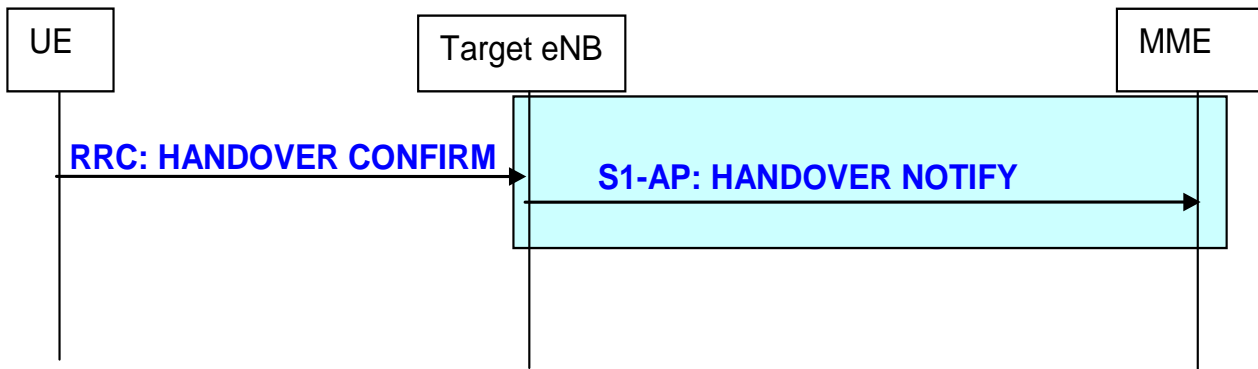 UE
Target eNB
MME
RRC: HANDOVER CONFIRM
S1-AP: HANDOVER NOTIFY